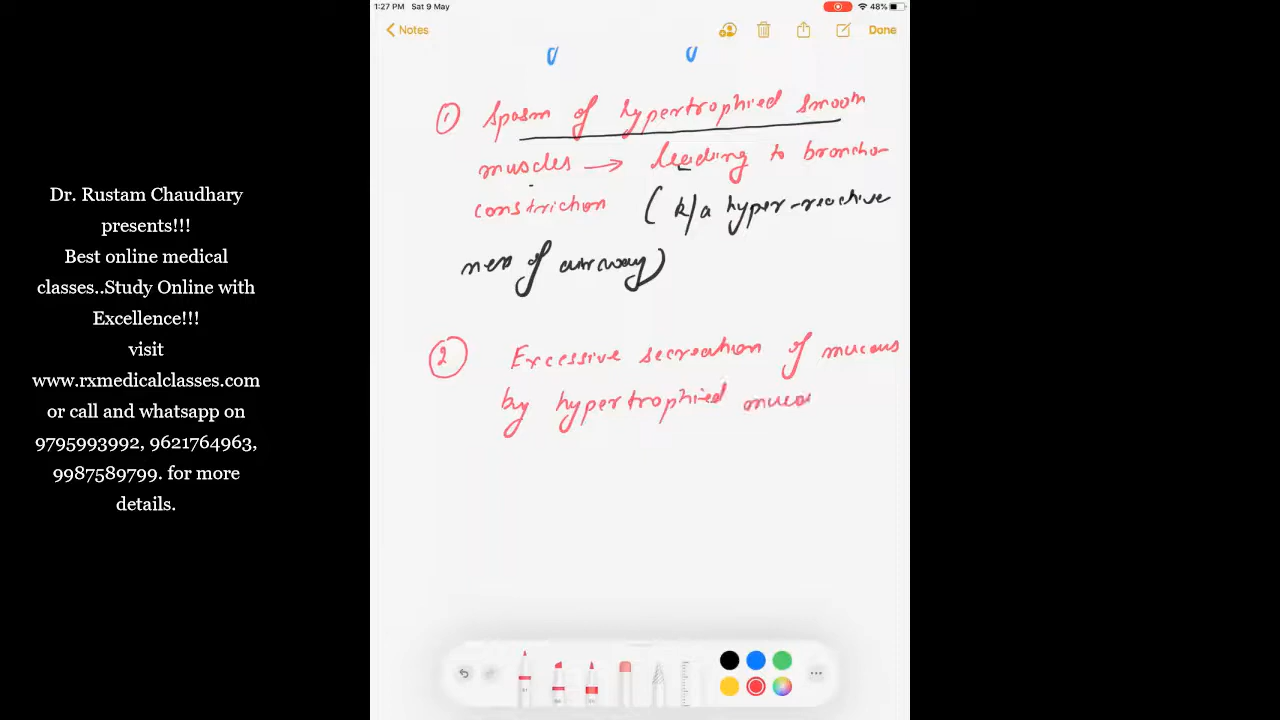 1:27 PM Sat 9 May
48%
Notes
Done
① Spasm of hypertrophied smooth
muscles → leading to broncho-
constriction (k/a hyper-reactive
ness of airway)
② Excessive secreation of mucous
by hypertrophied mucou
Dr. Rustam Chaudhary
presents!!!
Best online medical
classes..Study Online with
Excellence!!!
visit
www.rxmedicalclasses.com
or call and whatsapp on
9795993992, 9621764963,
9987589799. for more
details.